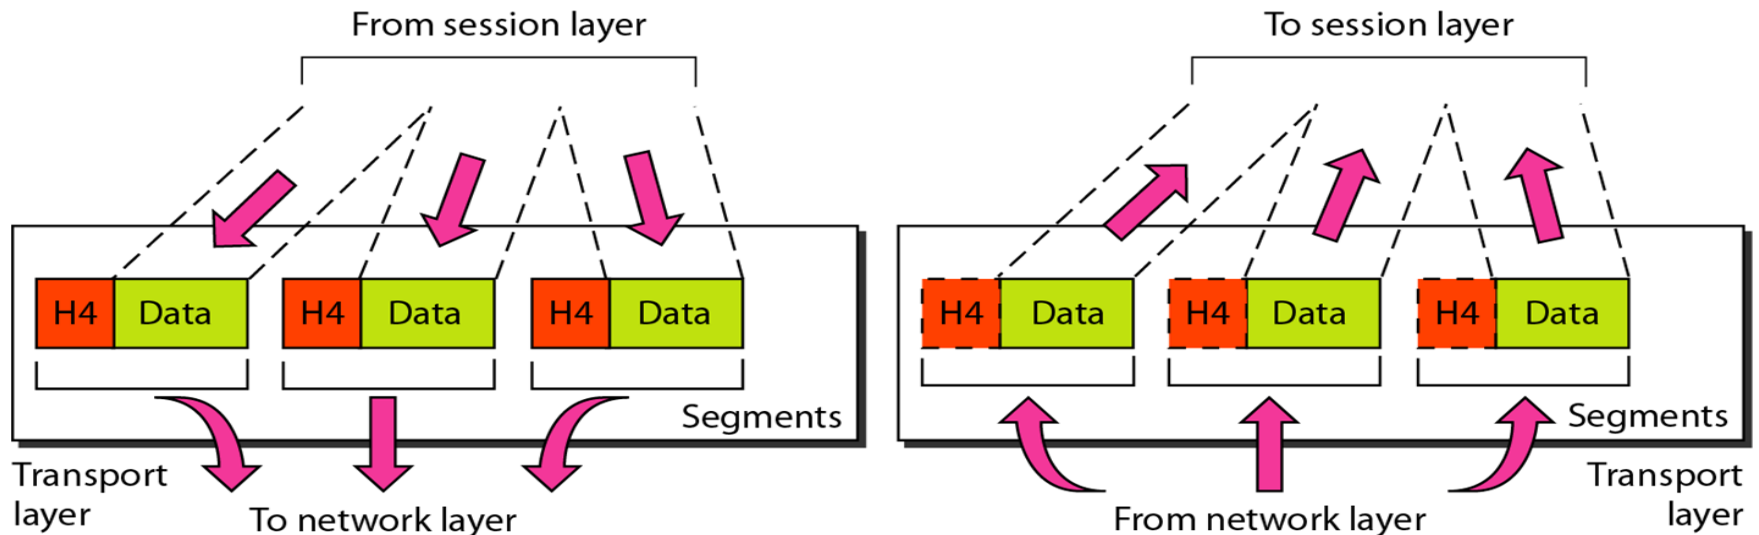 From session layer
H4 Data H4 Data H4 Data
Segments
Transport
layer
To network layer
To session layer
H4 Data H4 Data H4 Data
Segments
From network layer
Transport
layer